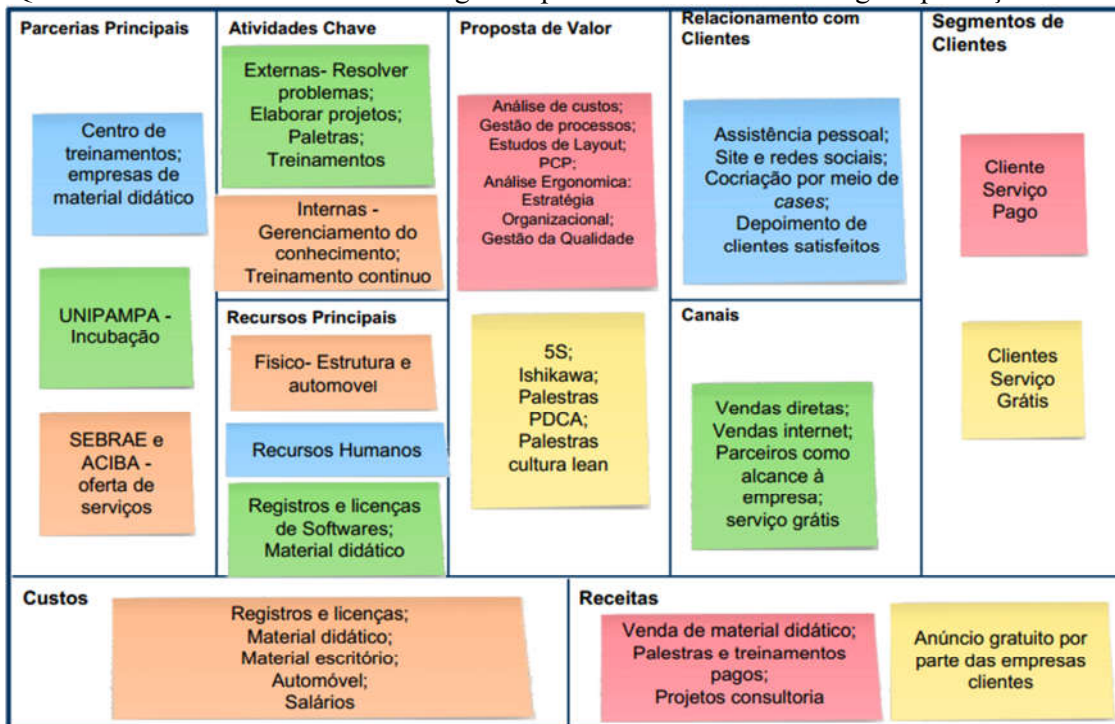 Parcerias Principais
Centro de
treinamentos;
empresas de
material didático
UNIPAMPA -
Incubação
SEBRAE e
ACIBA -
oferta de
serviços
Atividades Chave
Externas- Resolver
problemas;
Elaborar projetos;
Paletras;
Treinamentos
Internas -
Gerenciamento do
conhecimento;
Treinamento continuo
Recursos Principais
Fisico- Estrutura e
automovel
Recursos Humanos
Registros e licenças
de Softwares;
Material didático
Proposta de Valor
Análise de custos;
Gestão de processos;
Estudos de Layout;
PCP;
Análise Ergonomica:
Estratégia
Organizacional;
Gestão da Qualidade
5S;
Ishikawa;
Palestras
PDCA;
Palestras
cultura lean
Relacionamento com
Clientes
Assistência pessoal;
Site e redes sociais;
Cocriação por meio de
cases;
Depoimento de
clientes satisfeitos
Canais
Vendas diretas;
Vendas internet;
Parceiros como
alcance à
empresa;
serviço grátis
Segmentos de
Clientes
Cliente
Serviço
Pago
Clientes
Serviço
Grátis
Custos
Registros e licenças;
Material didático;
Material escritório;
Automóvel;
Salários
Receitas
Venda de material didático;
Palestras e treinamentos
pagos;
Projetos consultoria
Anúncio gratuito por
parte das empresas
clientes